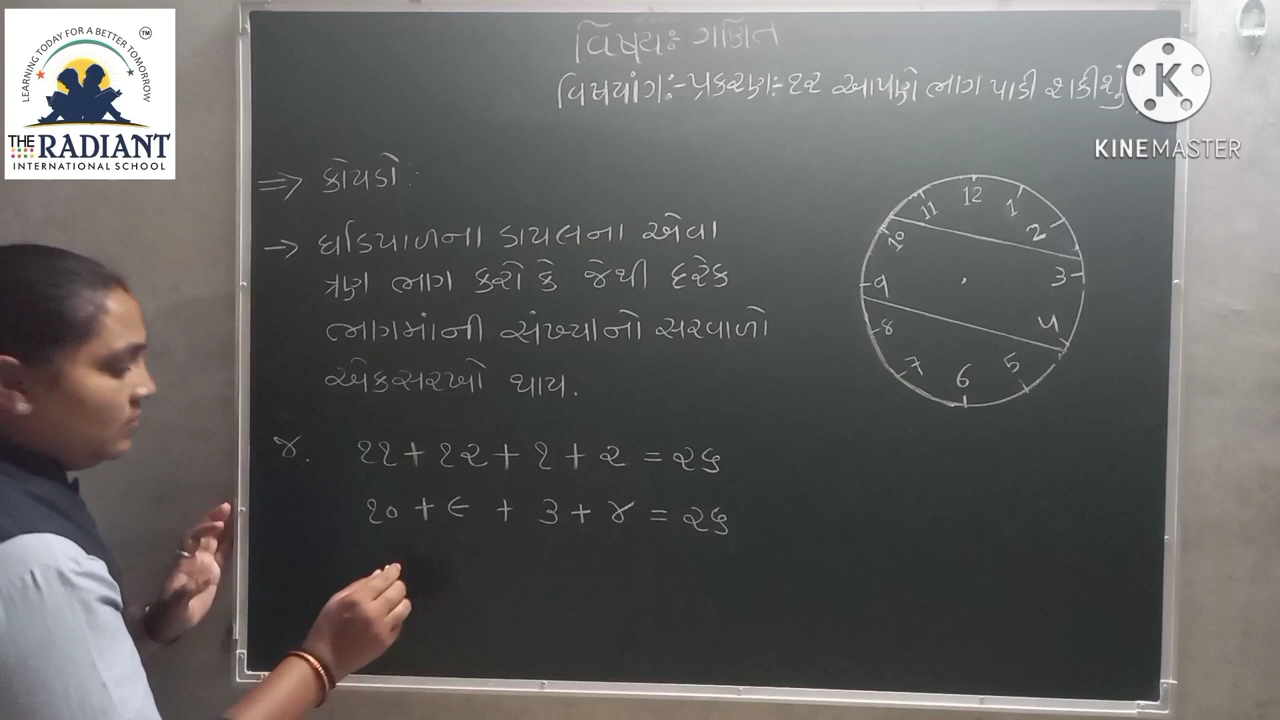 LEARNING TODAY FOR A BETTER TOMORROW
TM
THE RADIANT
INTERNATIONAL SCHOOL
વિષયઃ ગણિત
વિષયાંગઃ-પ્રકરણઃ-૧૨ આપણે ભાગ પાડી શકીશું
K
KINEMASTER
⇒ કોયડોઃ
→ ઘડિયાળના ડાયલના એવા
ત્રણ ભાગ કરો કે જેથી દરેક
ભાગમાંની સંખ્યાનો સરવાળો
એકસરખો થાય.
જ. ૧૧+૧૨+૧+૨ = ૨૬
૧૦+૯ + ૩+૪ = ૨૬
12
1
2
3
4
5
6
7
8
9
10
11